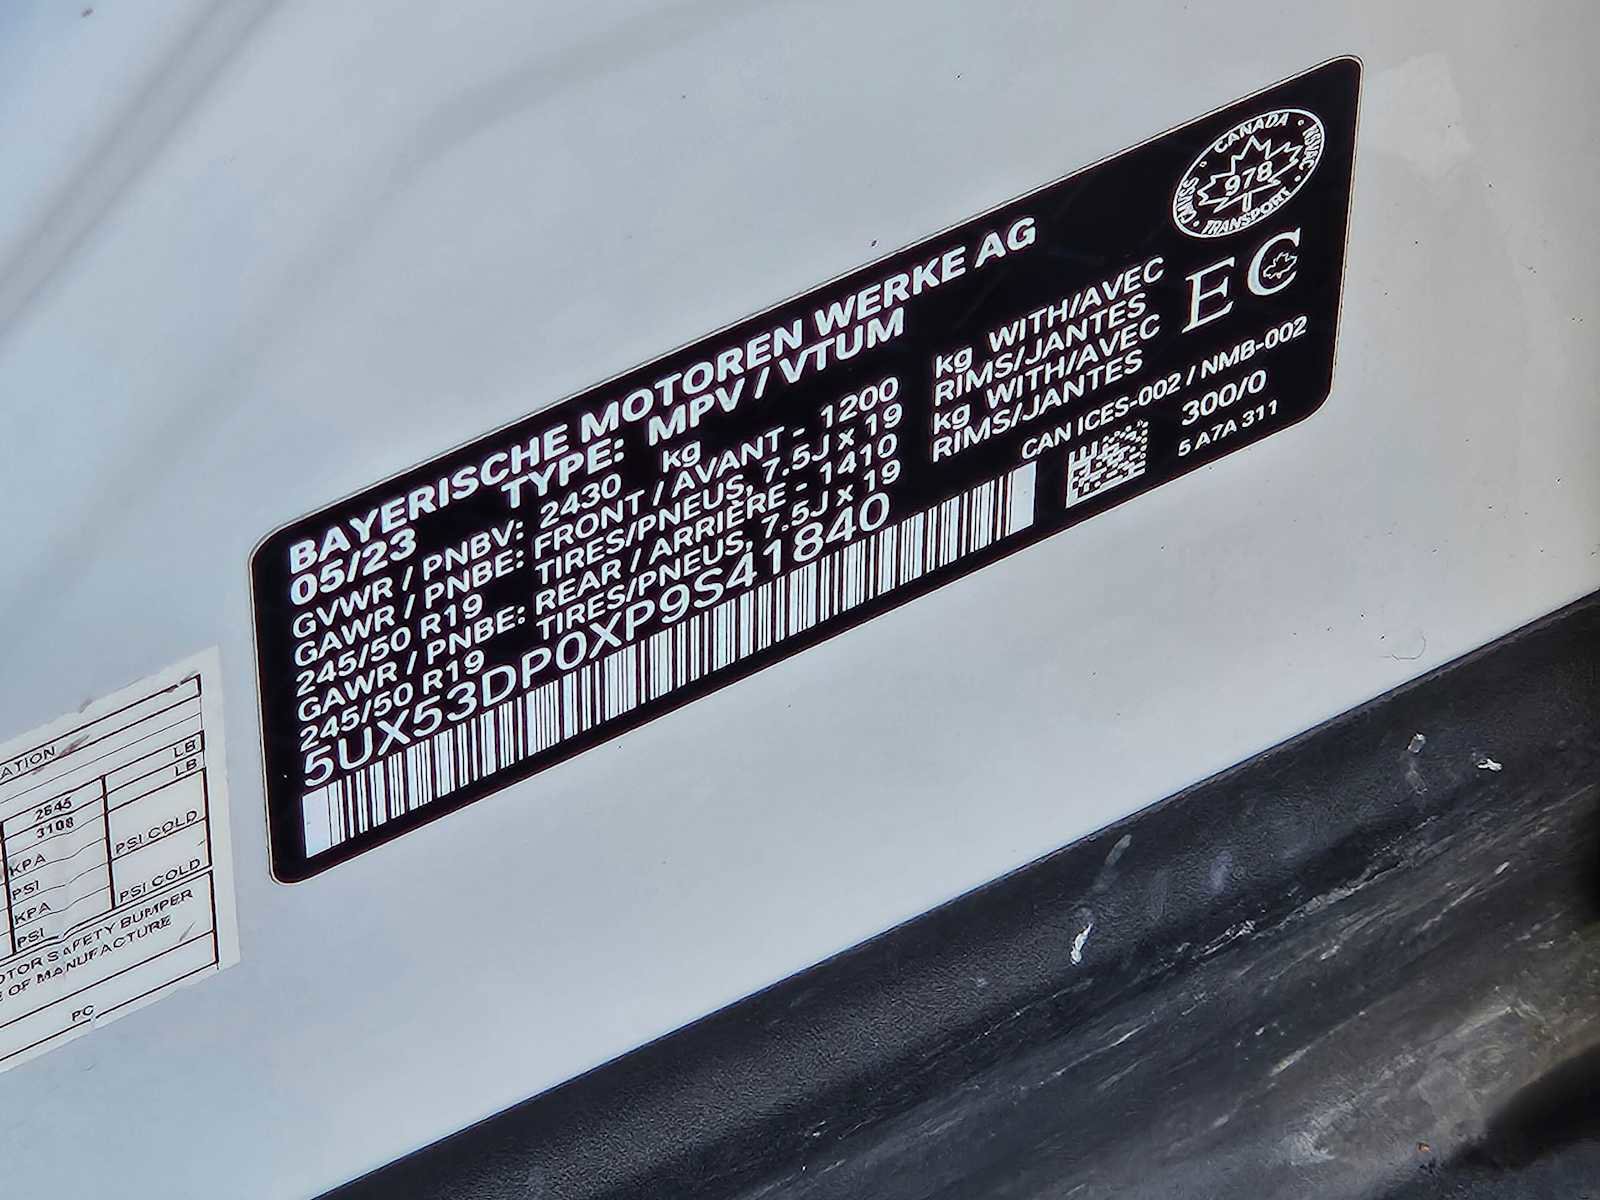 BAYERISCHE MOTOREN WERKE AG
05/23 TYPE: MPV / VTUM
GVWR / PNBV: 2430 kg
GAWR / PNBE: FRONT / AVANT - 1200 kg WITH/AVEC
245/50 R19 TIRES/PNEUS, 7.5J x 19 RIMS/JANTES
GAWR / PNBE: REAR / ARRIÈRE - 1410 kg WITH/AVEC
245/50 R19 TIRES/PNEUS, 7.5J x 19 RIMS/JANTES
5UX53DP0XP9S41840
CANADA
CMVSS 978 NSVAC
TRANSPORT
EC
CAN ICES-002 / NMB-002
300/0
5 A7A 311
ATION
LB
2645 LB
3108
KPA PSI COLD
PSI
KPA PSI COLD
PSI
OTOR SAFETY BUMPER
E OF MANUFACTURE
PC